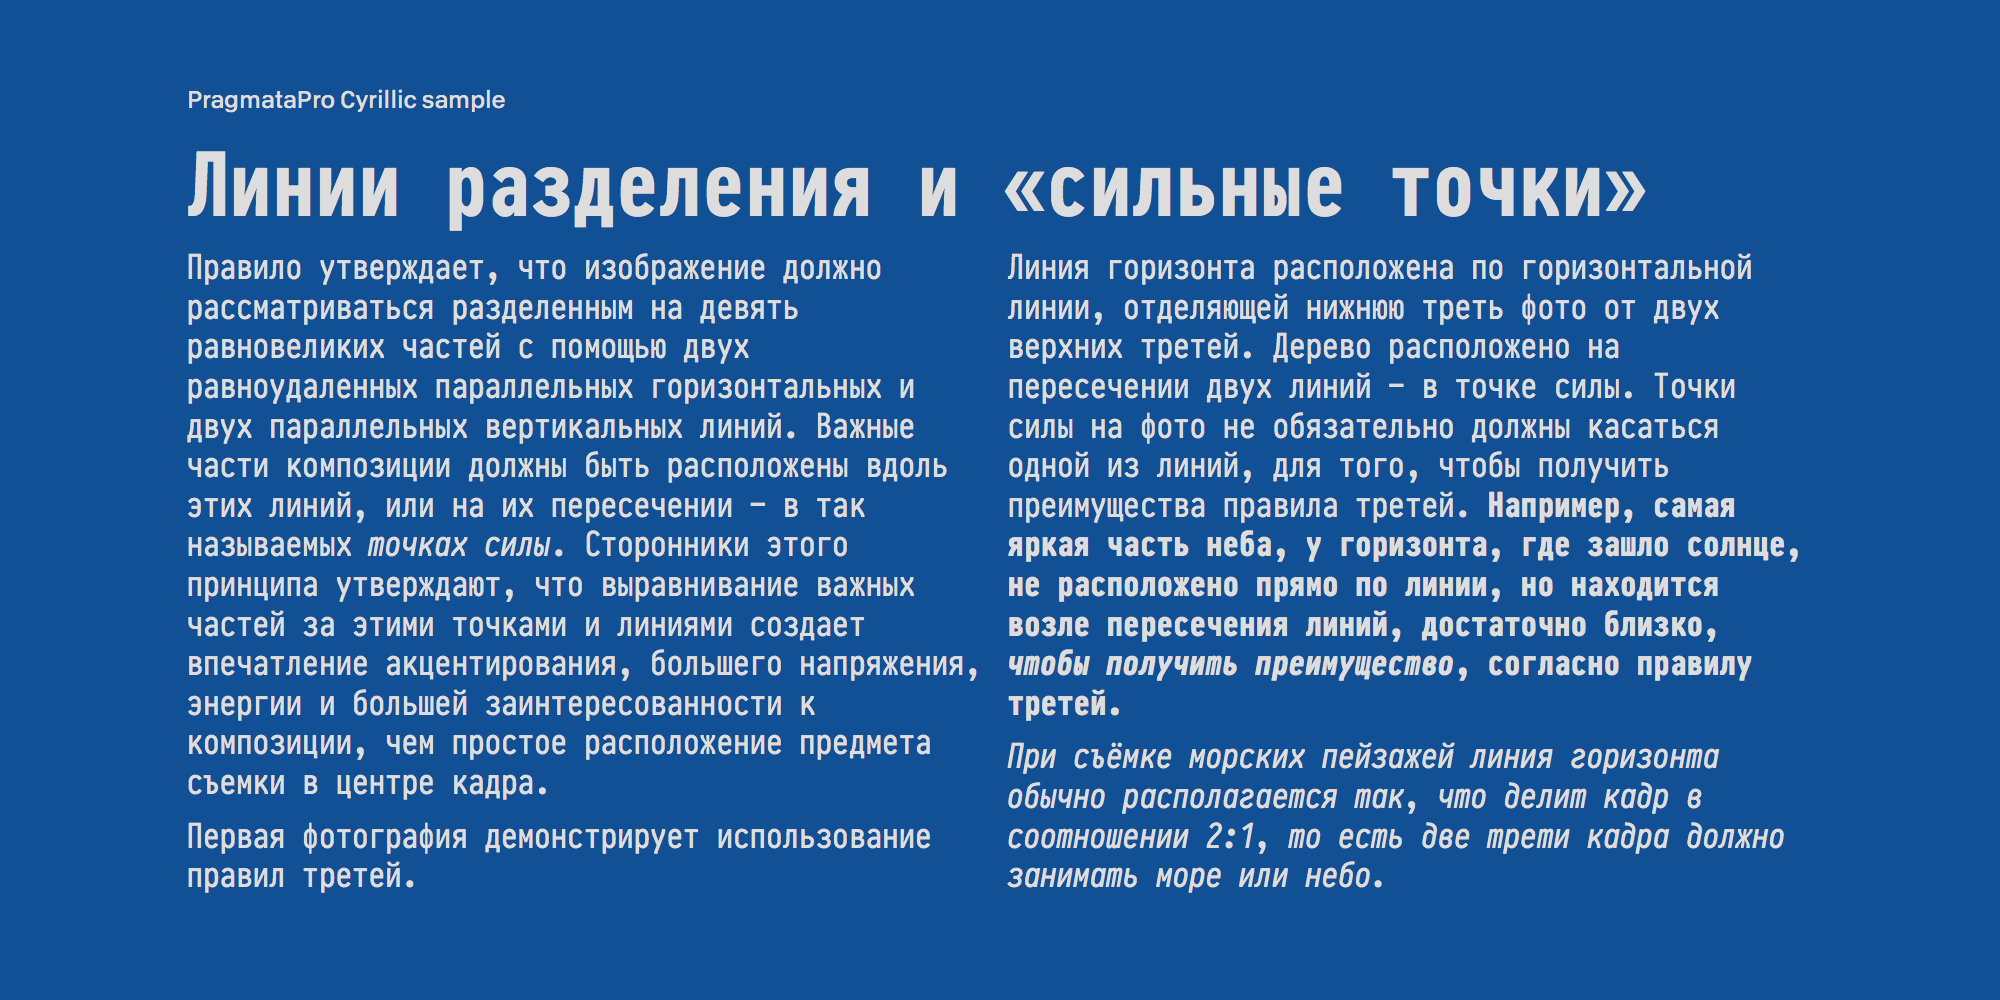 PragmataPro Cyrillic sample
Линии разделения и «сильные точки»
Правило утверждает, что изображение должно
рассматриваться разделенным на девять
равновеликих частей с помощью двух
равноудаленных параллельных горизонтальных и
двух параллельных вертикальных линий. Важные
части композиции должны быть расположены вдоль
этих линий, или на их пересечении – в так
называемых точках силы. Сторонники этого
принципа утверждают, что выравнивание важных
частей за этими точками и линиями создает
впечатление акцентирования, большего напряжения,
энергии и большей заинтересованности к
композиции, чем простое расположение предмета
съемки в центре кадра.
Первая фотография демонстрирует использование
правил третей.
Линия горизонта расположена по горизонтальной
линии, отделяющей нижнюю треть фото от двух
верхних третей. Дерево расположено на
пересечении двух линий – в точке силы. Точки
силы на фото не обязательно должны касаться
одной из линий, для того, чтобы получить
преимущества правила третей. Например, самая
яркая часть неба, у горизонта, где зашло солнце,
не расположено прямо по линии, но находится
возле пересечения линий, достаточно близко,
чтобы получить преимущество, согласно правилу
третей.
При съёмке морских пейзажей линия горизонта
обычно располагается так, что делит кадр в
соотношении 2:1, то есть две трети кадра должно
занимать море или небо.